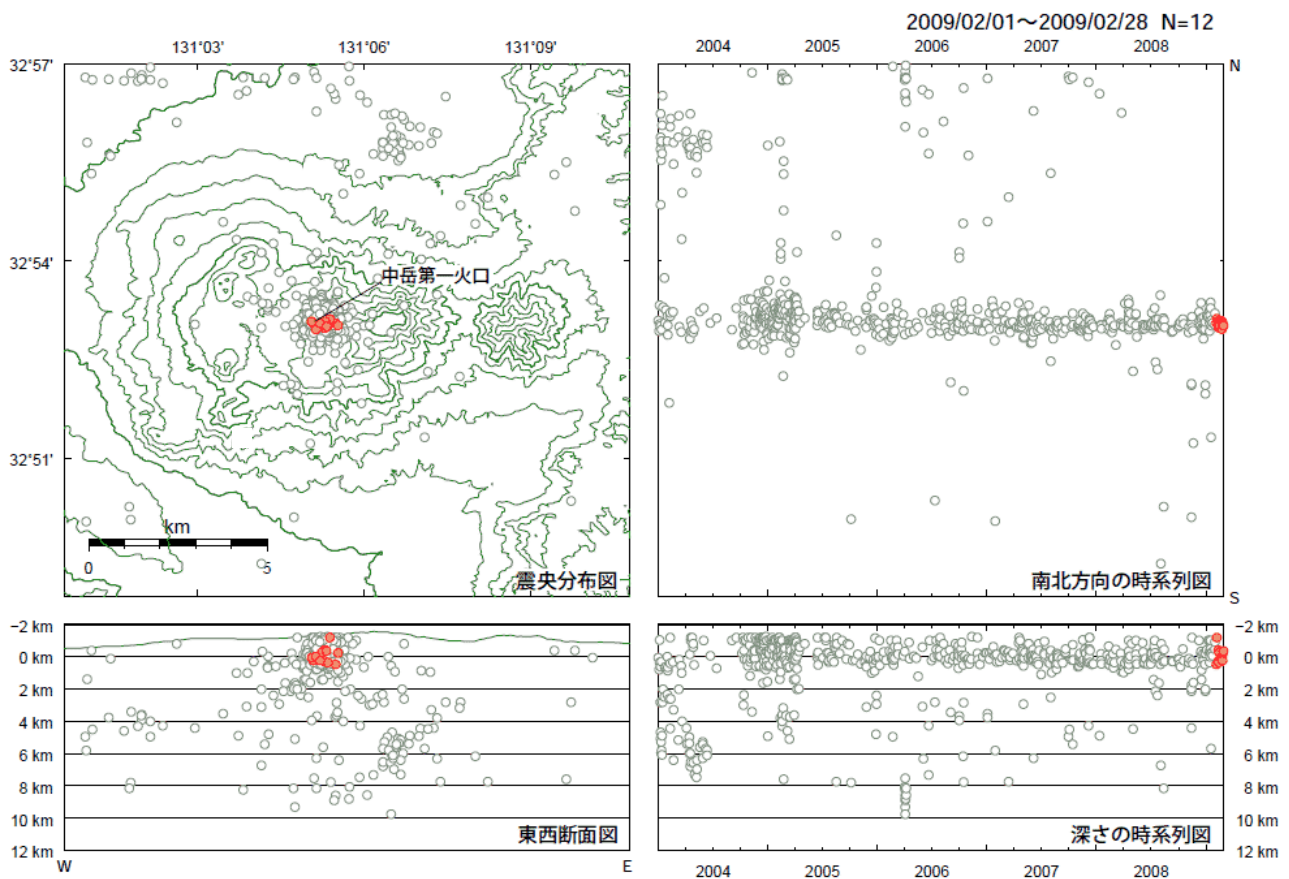 2009/02/01～2009/02/28 N=12
131°03' 131°06' 131°09'
2004 2005 2006 2007 2008
32°57'
N
中岳第一火口
32°54'
32°51'
km
0 5
震央分布図
南北方向の時系列図
S
−2 km
0 km
2 km
4 km
6 km
8 km
10 km
12 km
東西断面図
W E
−2 km
0 km
2 km
4 km
6 km
8 km
10 km
12 km
深さの時系列図
2004 2005 2006 2007 2008